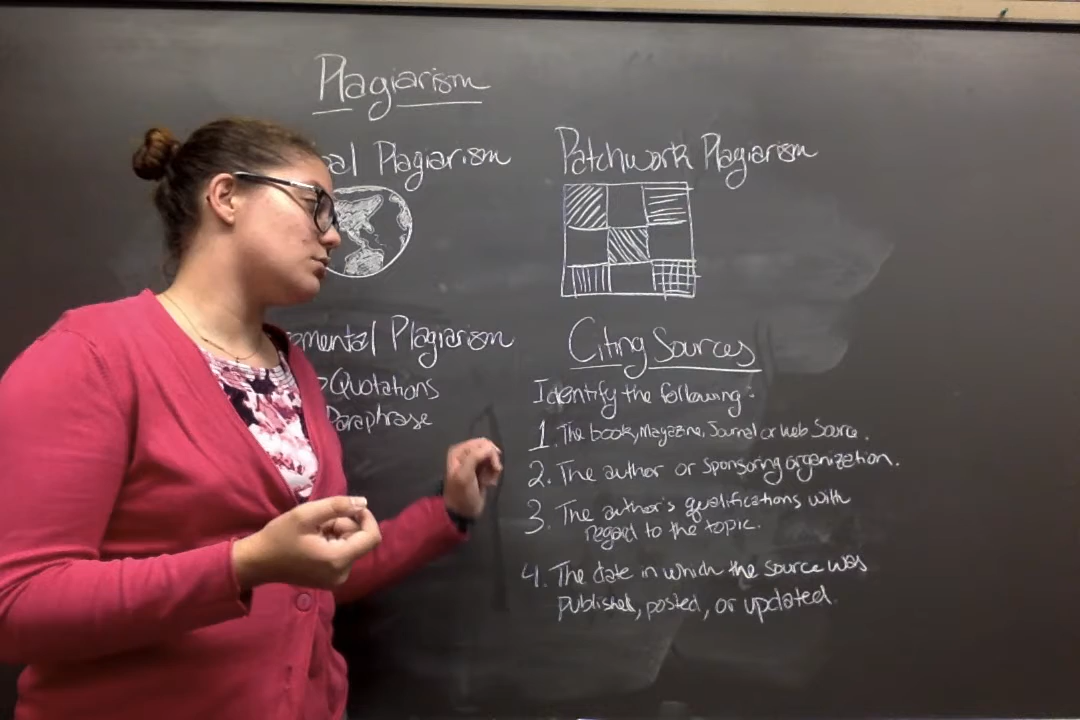 Plagiarism
al Plagiarism
Patchwork Plagiarism
mental Plagiarism
Quotations
Paraphrase
Citing Sources
Identify the following:
1. The book, Magazine, Journal or web Source.
2. The author or sponsoring organization.
3. The author's qualifications with
regard to the topic.
4. The date in which the source was
published, posted, or updated.